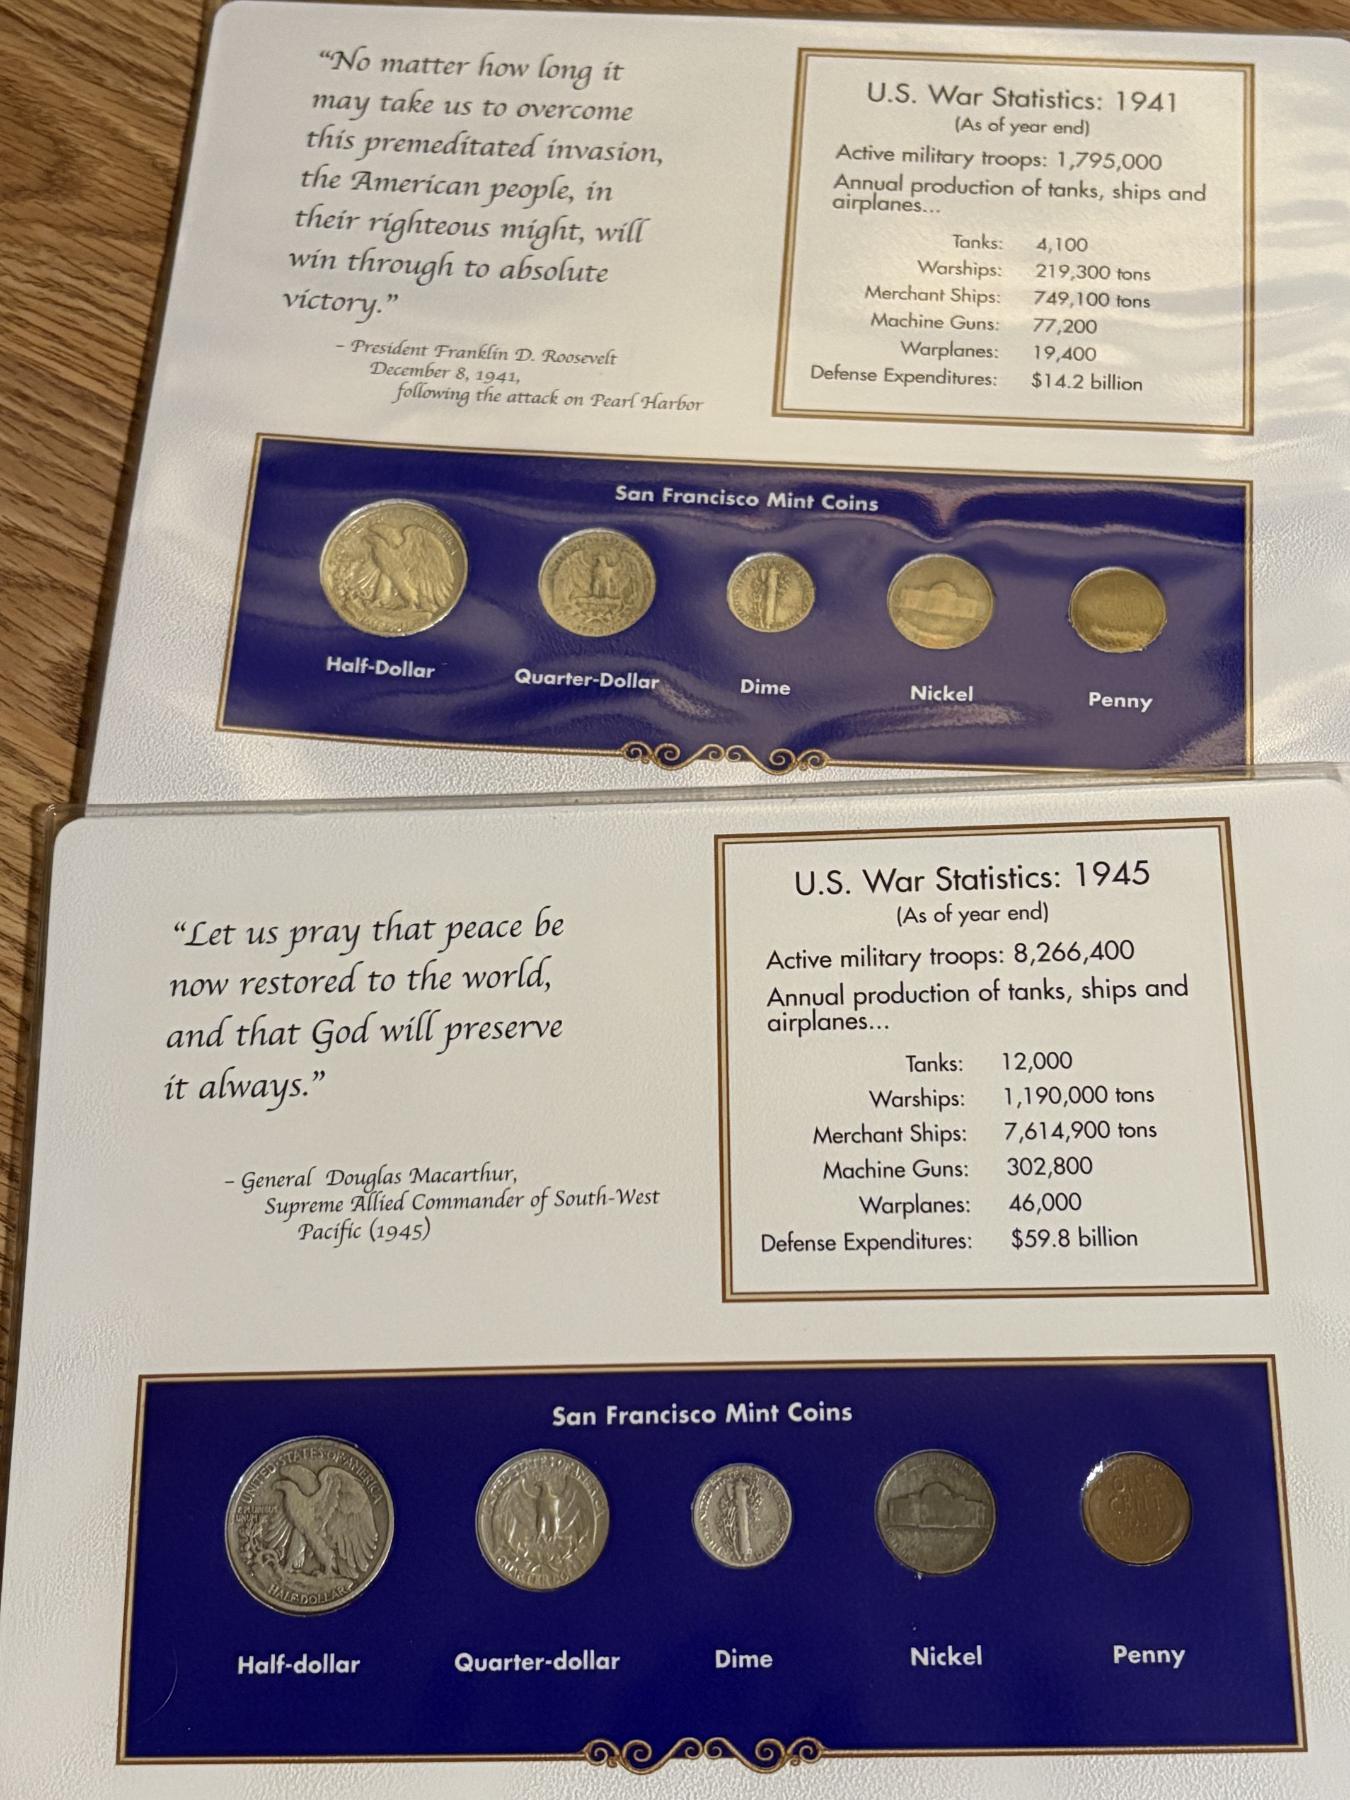 “No matter how long it
may take us to overcome
this premeditated invasion,
the American people, in
their righteous might, will
win through to absolute
victory.”
– President Franklin D. Roosevelt
December 8, 1941,
following the attack on Pearl Harbor
U.S. War Statistics: 1941
(As of year end)
Active military troops: 1,795,000
Annual production of tanks, ships and
airplanes...
Tanks: 4,100
Warships: 219,300 tons
Merchant Ships: 749,100 tons
Machine Guns: 77,200
Warplanes: 19,400
Defense Expenditures: $14.2 billion
San Francisco Mint Coins
Half-Dollar
Quarter-Dollar
Dime
Nickel
Penny
“Let us pray that peace be
now restored to the world,
and that God will preserve
it always.”
– General Douglas Macarthur,
Supreme Allied Commander of South-West
Pacific (1945)
U.S. War Statistics: 1945
(As of year end)
Active military troops: 8,266,400
Annual production of tanks, ships and
airplanes...
Tanks: 12,000
Warships: 1,190,000 tons
Merchant Ships: 7,614,900 tons
Machine Guns: 302,800
Warplanes: 46,000
Defense Expenditures: $59.8 billion
San Francisco Mint Coins
UNITED STATES OF AMERICA
E PLURIBUS
UNUM
HALF DOLLAR
ONE
CENT
Half-dollar
Quarter-dollar
Dime
Nickel
Penny